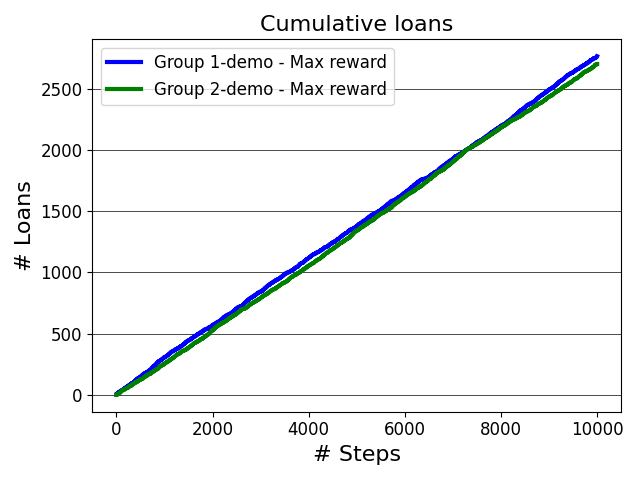 Cumulative loans
Group 1-demo - Max reward
Group 2-demo - Max reward
# Loans
2500
2000
1500
1000
500
0
0 2000 4000 6000 8000 10000
# Steps